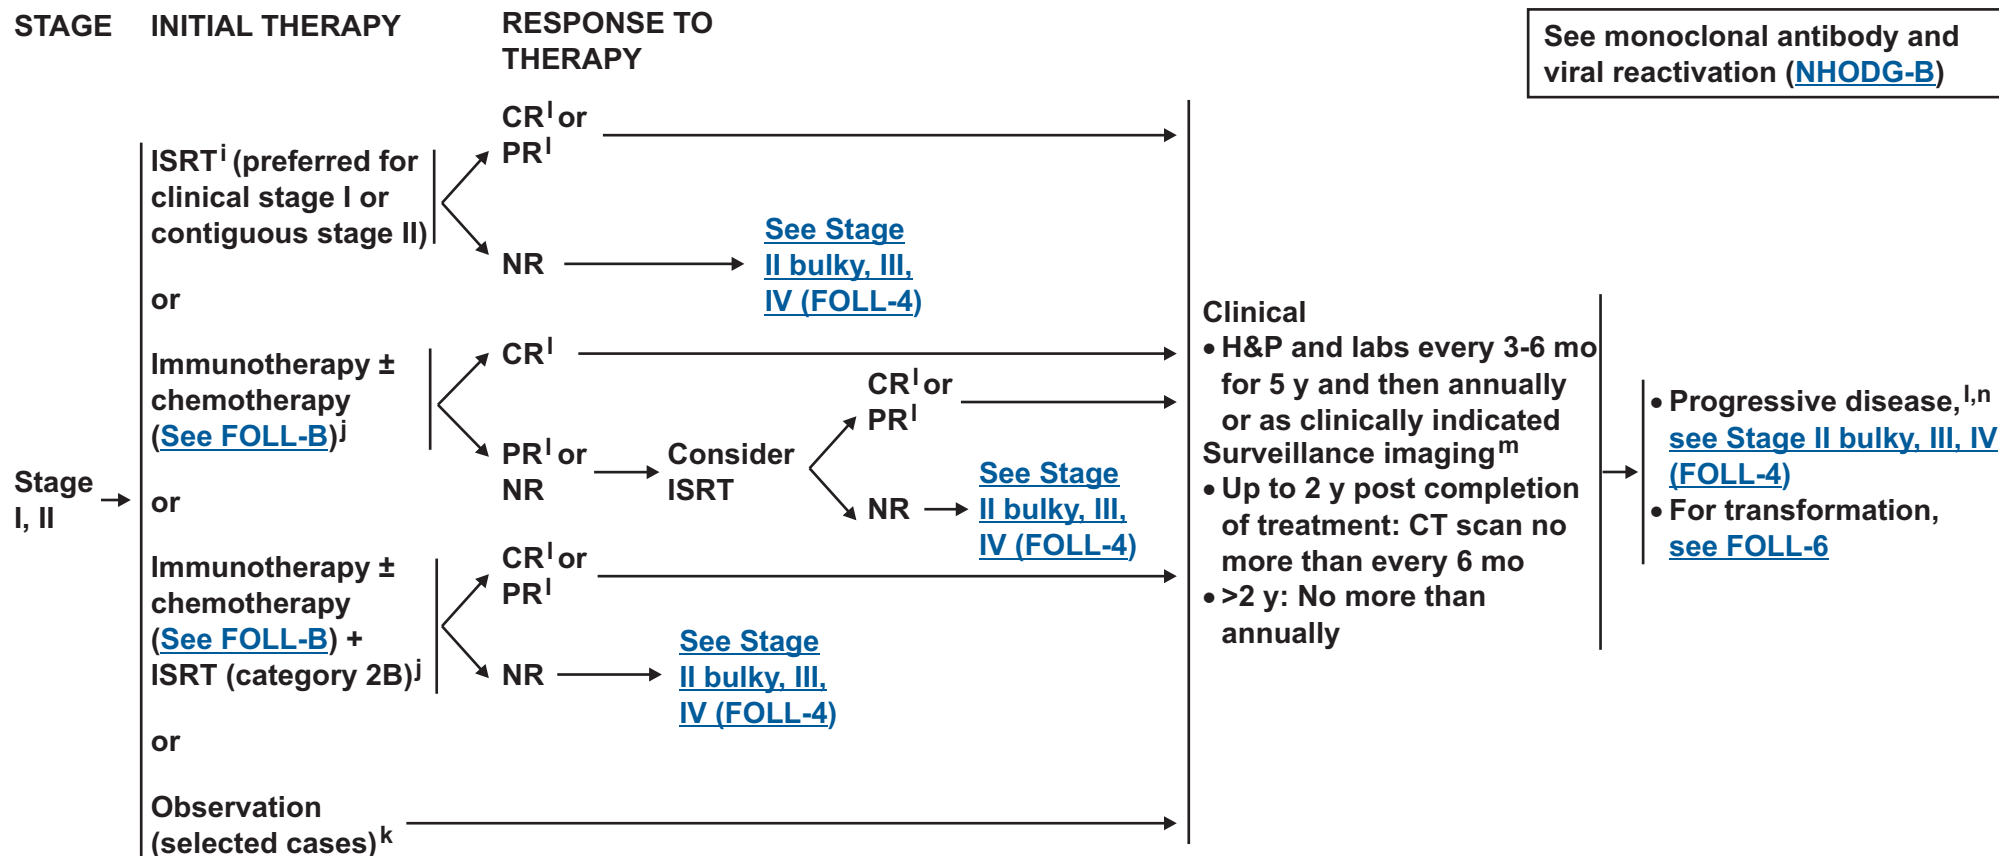 STAGE
INITIAL THERAPY
RESPONSE TO
THERAPY
See monoclonal antibody and
viral reactivation (NHODG-B)
Stage
I, II
ISRTⁱ (preferred for
clinical stage I or
contiguous stage II)
CRˡ or
PRˡ
NR
See Stage
II bulky, III,
IV (FOLL-4)
or
Immunotherapy ±
chemotherapy
(See FOLL-B)ʲ
CRˡ
PRˡ or
NR
Consider
ISRT
CRˡ or
PRˡ
NR
See Stage
II bulky, III,
IV (FOLL-4)
or
Immunotherapy ±
chemotherapy
(See FOLL-B) +
ISRT (category 2B)ʲ
CRˡ or
PRˡ
NR
See Stage
II bulky, III,
IV (FOLL-4)
or
Observation
(selected cases)ᵏ
Clinical
• H&P and labs every 3-6 mo
for 5 y and then annually
or as clinically indicated
Surveillance imagingᵐ
• Up to 2 y post completion
of treatment: CT scan no
more than every 6 mo
• >2 y: No more than
annually
• Progressive disease,ˡ,ⁿ
see Stage II bulky, III, IV
(FOLL-4)
• For transformation,
see FOLL-6